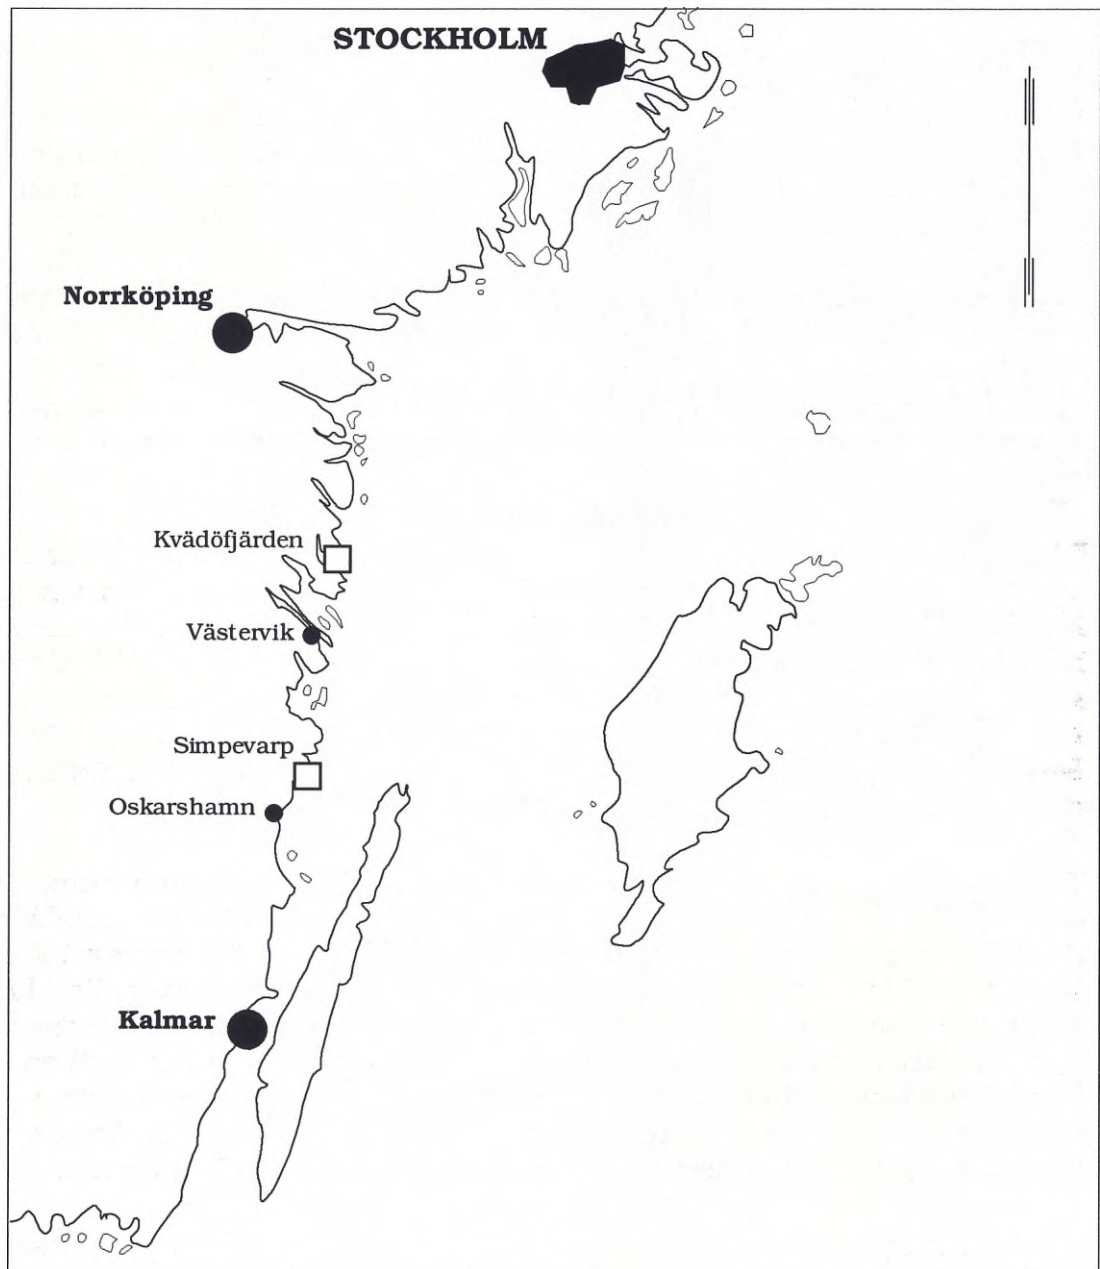 STOCKHOLM
Norrköping
Kvädöfjärden
Västervik
Simpevarp
Oskarshamn
Kalmar